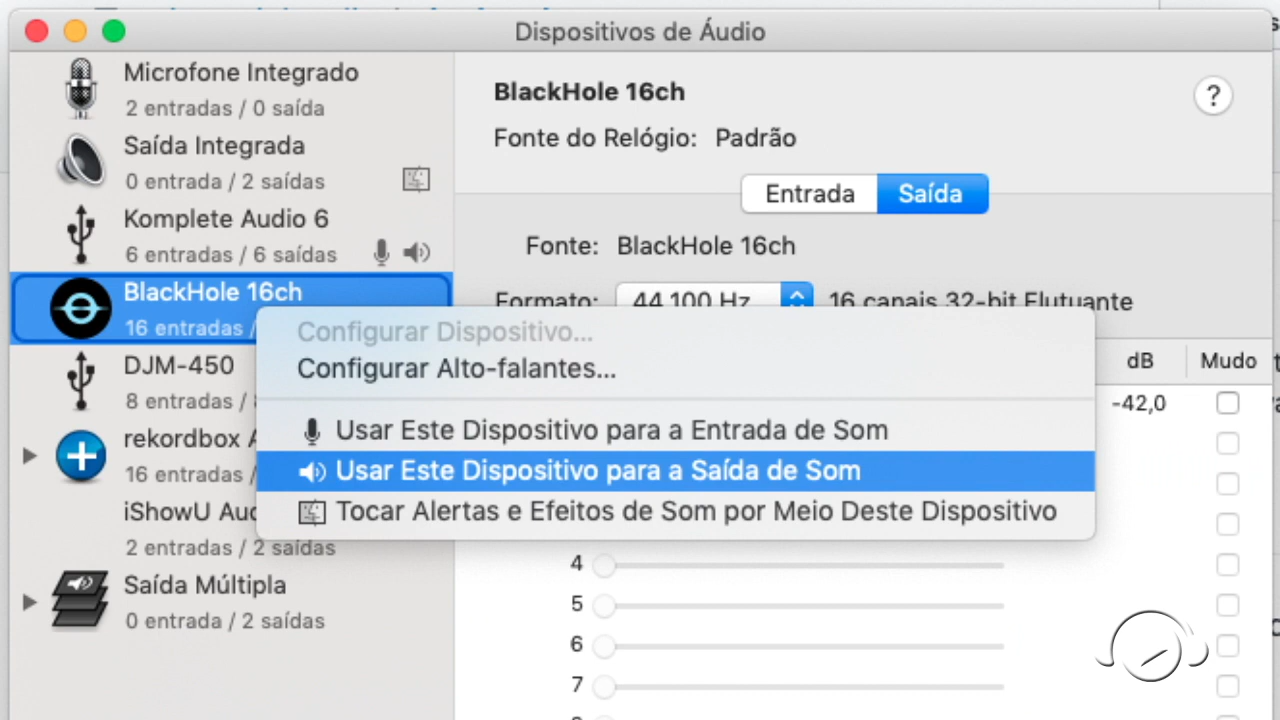 Dispositivos de Áudio
Microfone Integrado
2 entradas / 0 saída
Saída Integrada
0 entrada / 2 saídas
Komplete Audio 6
6 entradas / 6 saídas
BlackHole 16ch
16 entradas /
DJM-450
8 entradas /
rekordbox
16 entradas
iShowU
2 entradas / 2 saídas
Saída Múltipla
0 entrada / 2 saídas
BlackHole 16ch
?
Fonte do Relógio: Padrão
Entrada
Saída
Fonte: BlackHole 16ch
Formato: 44.100 Hz 16 canais 32-bit Flutuante
dB
Mudo
-42,0
Configurar Dispositivo...
Configurar Alto-falantes...
Usar Este Dispositivo para a Entrada de Som
Usar Este Dispositivo para a Saída de Som
Tocar Alertas e Efeitos de Som por Meio Deste Dispositivo
4
5
6
7